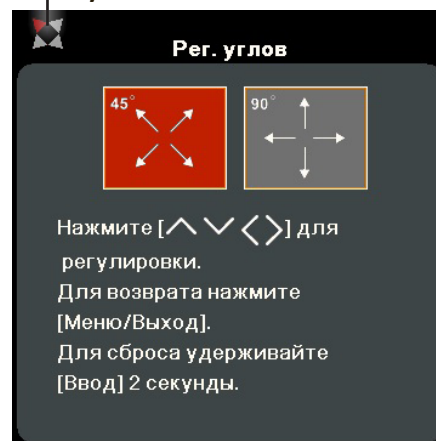 Рег. углов
45° 90°
Нажмите [∧ ∨ < >] для
регулировки.
Для возврата нажмите
[Меню/Выход].
Для сброса удерживайте
[Ввод] 2 секунды.